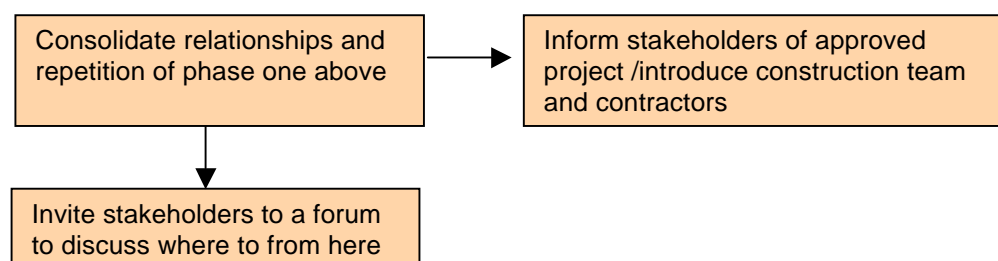 Consolidate relationships and
repetition of phase one above
Inform stakeholders of approved
project /introduce construction team
and contractors
Invite stakeholders to a forum
to discuss where to from here